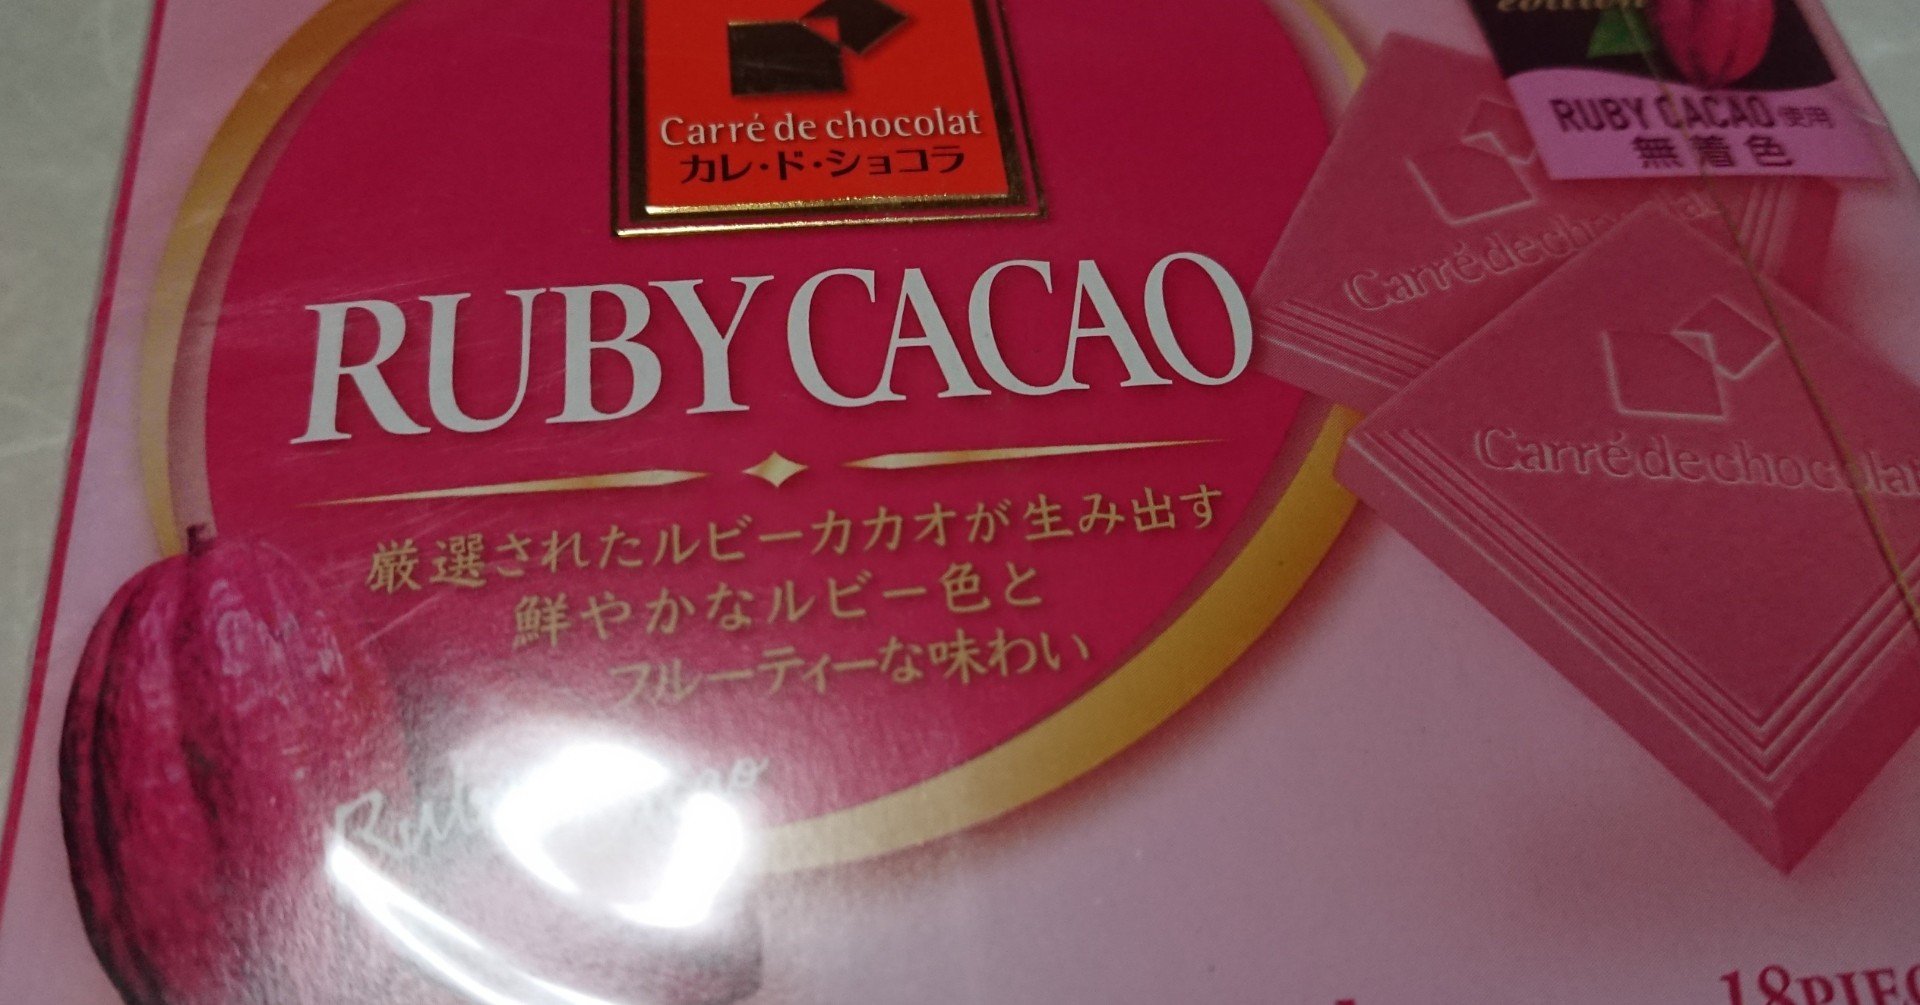 edition
Carré de chocolat
カレ・ド・ショコラ
RUBY CACAO使用
無着色
RUBY CACAO
Carré de chocolat
厳選されたルビーカカオが生み出す
鮮やかなルビー色と
フルーティーな味わい
18